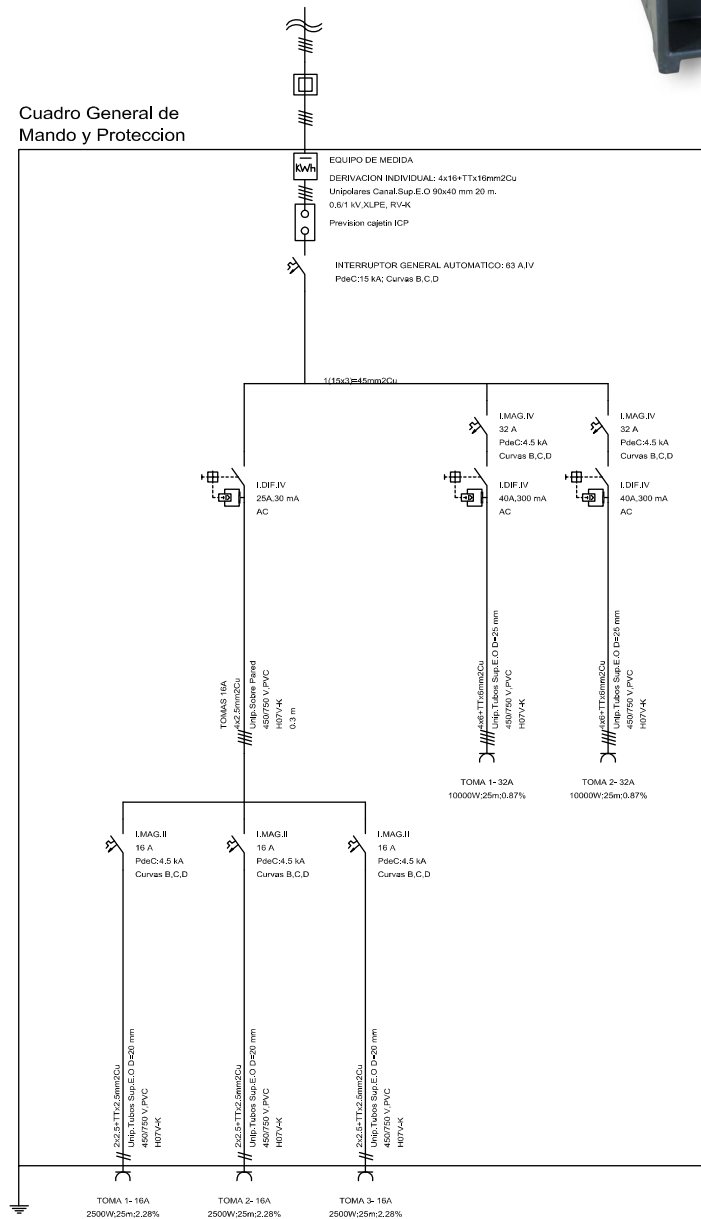 Cuadro General de
Mando y Proteccion
KWh
EQUIPO DE MEDIDA
DERIVACION INDIVIDUAL: 4x16+TTx16mm2Cu
Unipolares Canal.Sup.E.O 90x40 mm 20 m.
0.6/1 kV,XLPE, RV-K
Prevision cajetin ICP
INTERRUPTOR GENERAL AUTOMATICO: 63 A,IV
PdeC:15 kA; Curvas B,C,D
1(15x3)=45mm2Cu
I.MAG.IV
32 A
PdeC:4.5 kA
Curvas B,C,D
I.MAG.IV
32 A
PdeC:4.5 kA
Curvas B,C,D
I.DIF.IV
25A,30 mA
AC
I.DIF.IV
40A,300 mA
AC
I.DIF.IV
40A,300 mA
AC
TOMAS 16A
4x2.5mm2Cu
Unip.Sobre Pared
450/750 V,PVC
H07V-K
0.3 m
4x6+TTx6mm2Cu
Unip.Tubos Sup.E.O D=25 mm
450/750 V,PVC
H07V-K
4x6+TTx6mm2Cu
Unip.Tubos Sup.E.O D=25 mm
450/750 V,PVC
H07V-K
TOMA 1- 32A
10000W;25m;0.87%
TOMA 2- 32A
10000W;25m;0.87%
I.MAG.II
16 A
PdeC:4.5 kA
Curvas B,C,D
I.MAG.II
16 A
PdeC:4.5 kA
Curvas B,C,D
I.MAG.II
16 A
PdeC:4.5 kA
Curvas B,C,D
2x2.5+TTx2.5mm2Cu
Unip.Tubos Sup.E.O D=20 mm
450/750 V,PVC
H07V-K
2x2.5+TTx2.5mm2Cu
Unip.Tubos Sup.E.O D=20 mm
450/750 V,PVC
H07V-K
2x2.5+TTx2.5mm2Cu
Unip.Tubos Sup.E.O D=20 mm
450/750 V,PVC
H07V-K
TOMA 1- 16A
2500W;25m;2.28%
TOMA 2- 16A
2500W;25m;2.28%
TOMA 3- 16A
2500W;25m;2.28%